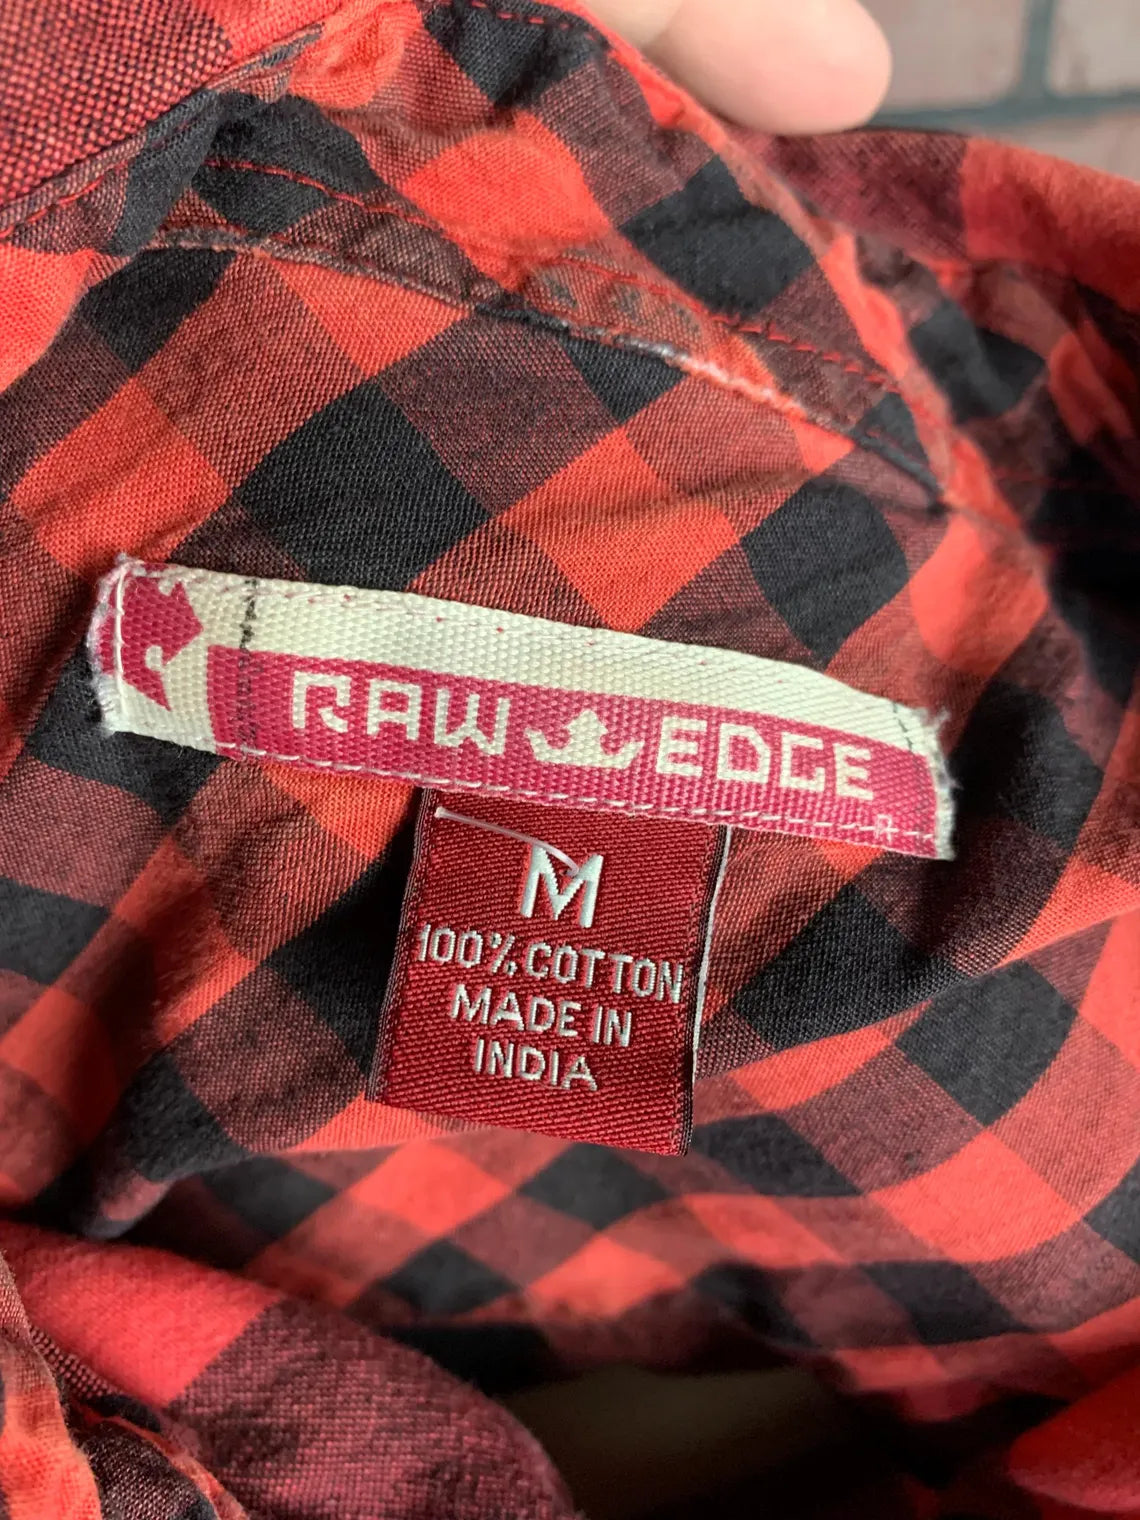 RAW EDGE
M
100% COTTON
MADE IN
INDIA